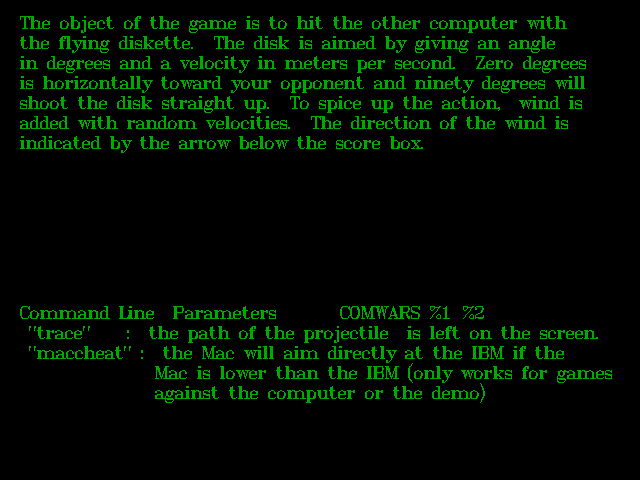 The object of the game is to hit the other computer with
the flying diskette.  The disk is aimed by giving an angle
in degrees and a velocity in meters per second.  Zero degrees
is horizontally toward your opponent and ninety degrees will
shoot the disk straight up.  To spice up the action,  wind is
added with random velocities.  The direction of the wind is
indicated by the arrow below the score box.
Command Line  Parameters        COMWARS %1  %2
"trace"    :  the path of the projectile  is left on the screen.
"maccheat" :  the Mac will aim directly at the IBM if the
Mac is lower than the IBM (only works for games
against the computer or the demo)